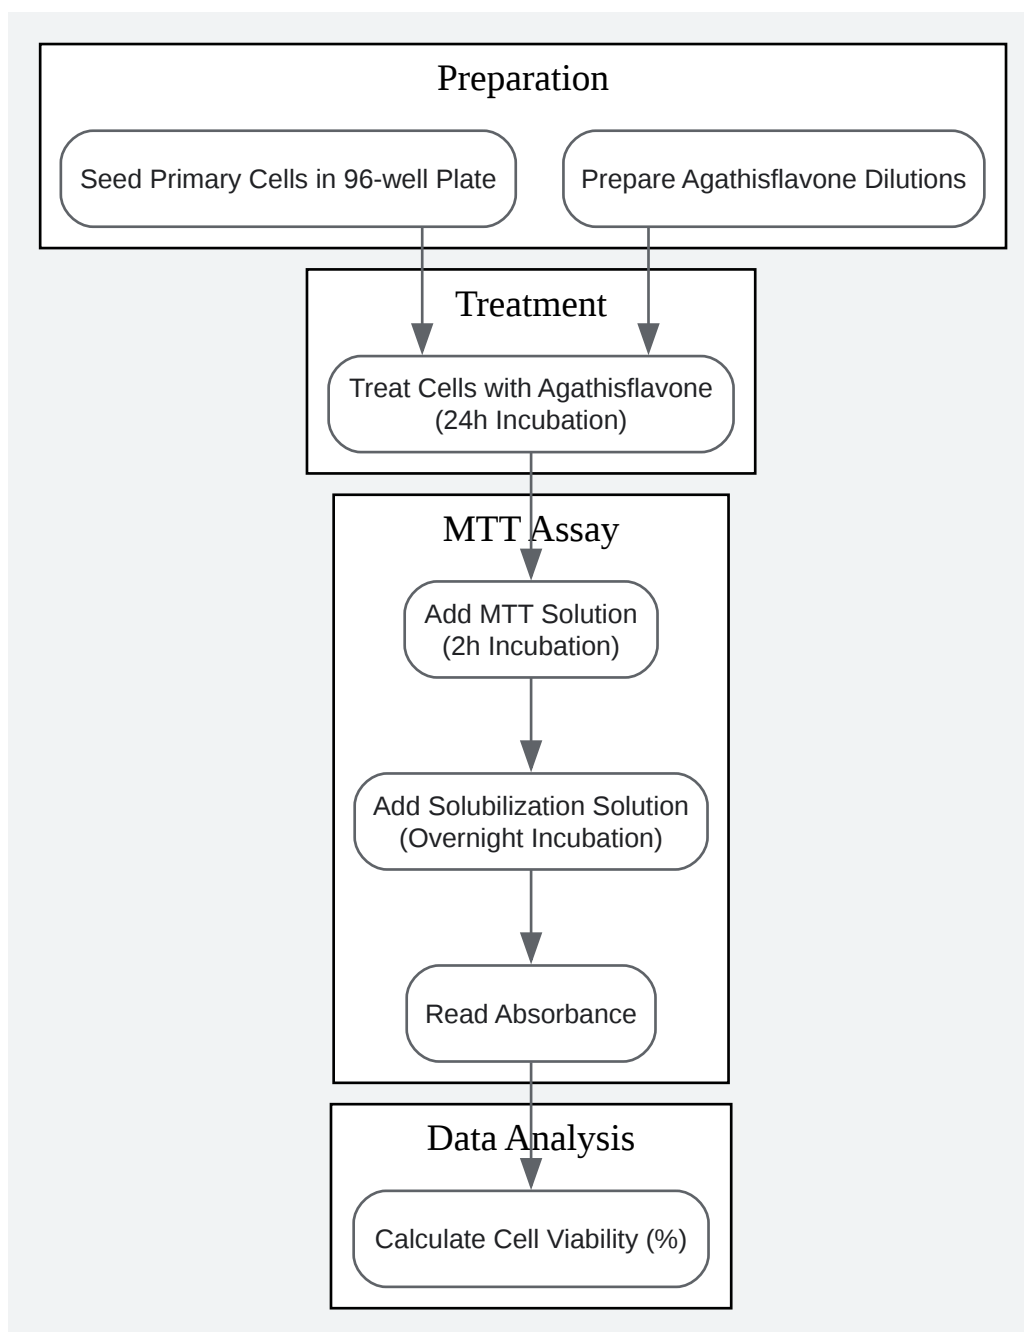 Preparation
Seed Primary Cells in 96-well Plate
Prepare Agathisflavone Dilutions
Treatment
Treat Cells with Agathisflavone
(24h Incubation)
MTT Assay
Add MTT Solution
(2h Incubation)
Add Solubilization Solution
(Overnight Incubation)
Read Absorbance
Data Analysis
Calculate Cell Viability (%)